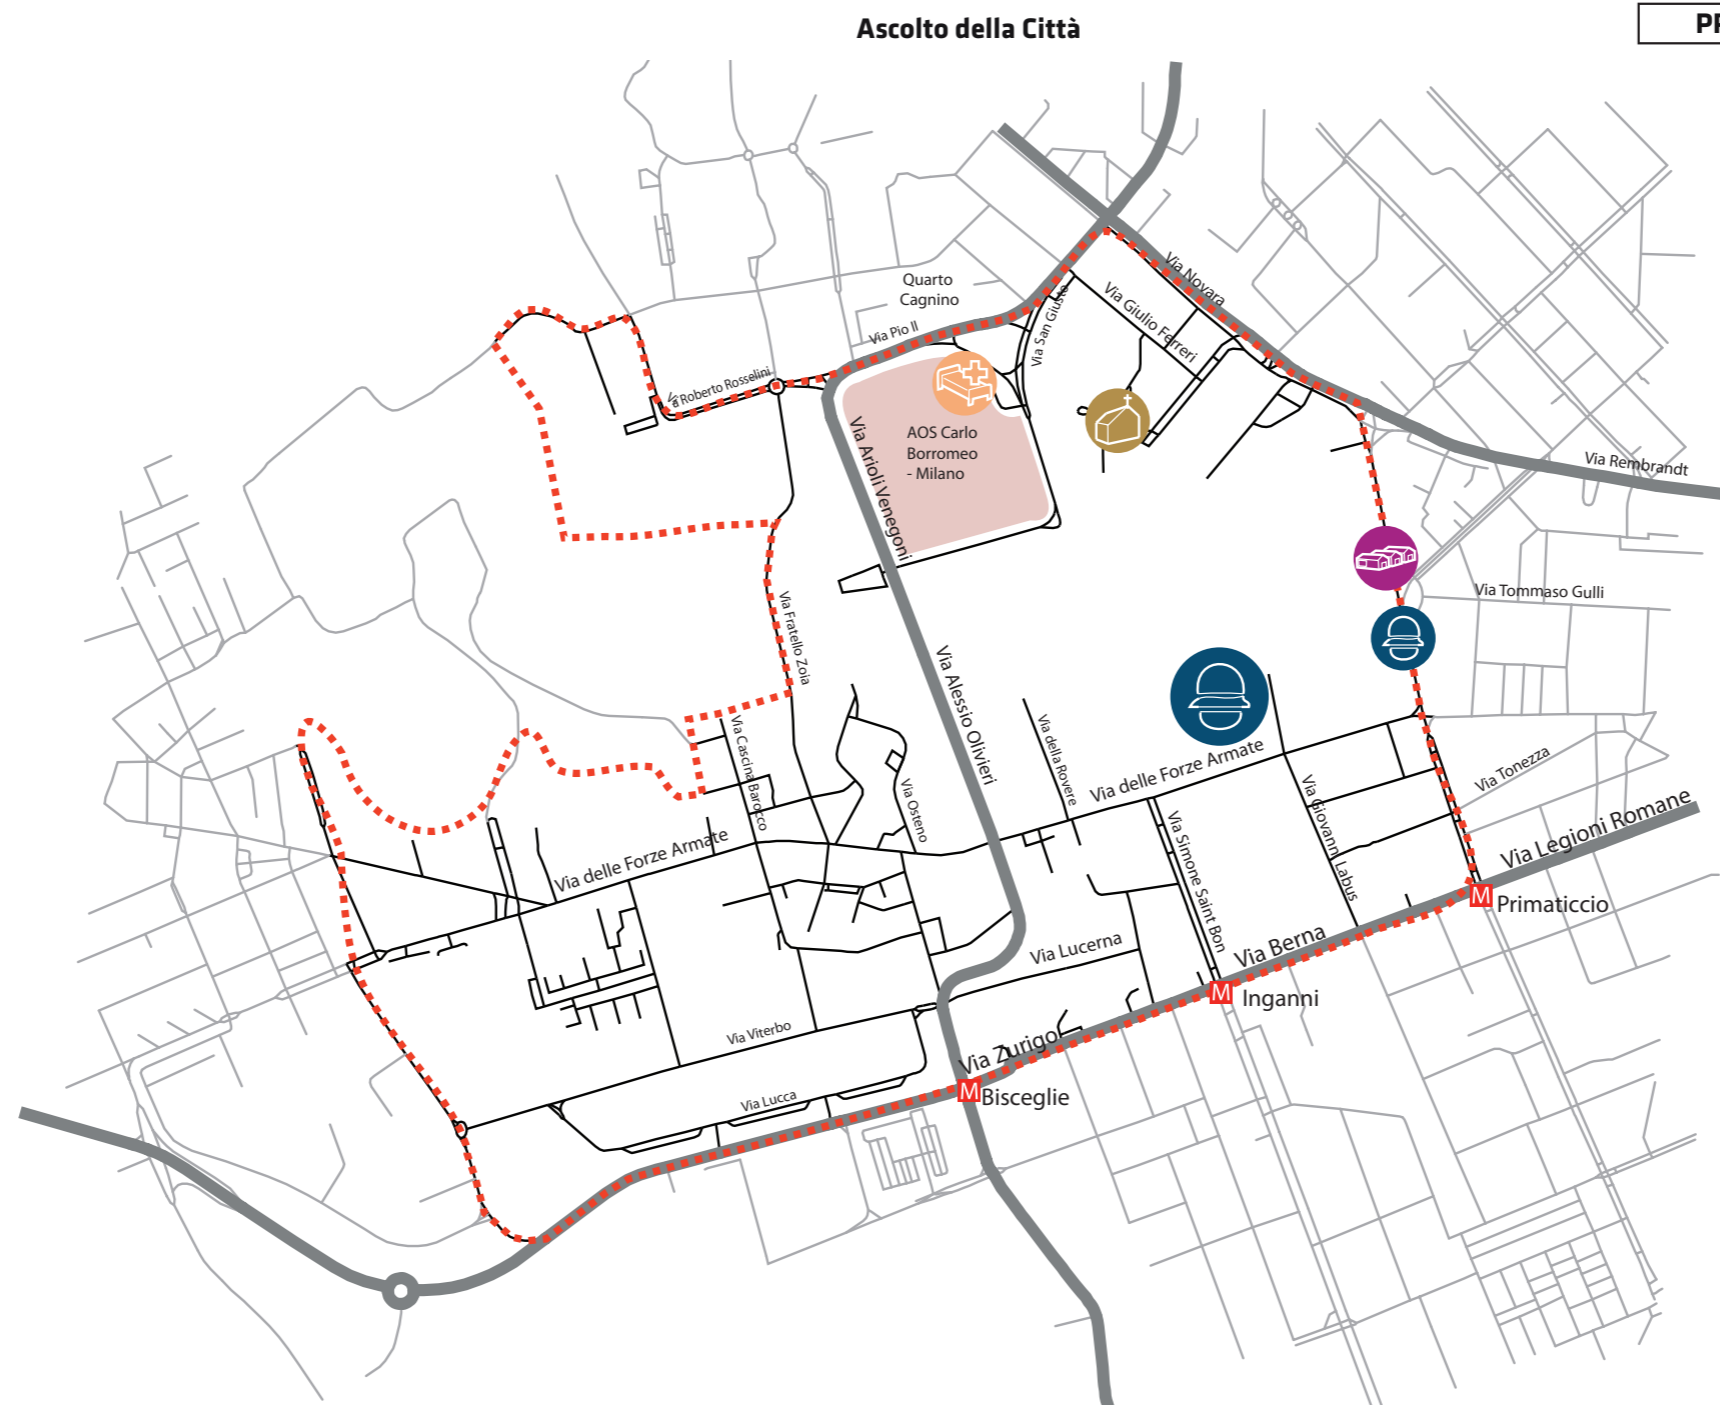 Ascolto della Città
Via Novara
Quarto
Cagnino
Via Giulio Ferreri
Via San Giusto
Via Pio II
a Roberto Rosselini
AOS Carlo
Borromeo
- Milano
Via Arioli Venegoni
Via Rembrandt
Via Tommaso Gulli
Via Fratello Zoia
Via Alessio Olivieri
Via Cascina Barocco
Via della Rovere
Via delle Forze Armate
Via Tonezza
Via Osteno
Via Giovanni Labus
Via Legioni Romane
Via Simone Saint Bon
Via delle Forze Armate
M Primaticcio
Via Berna
Via Lucerna
M Inganni
Via Viterbo
Via Zurigo
Via Lucca
M Bisceglie